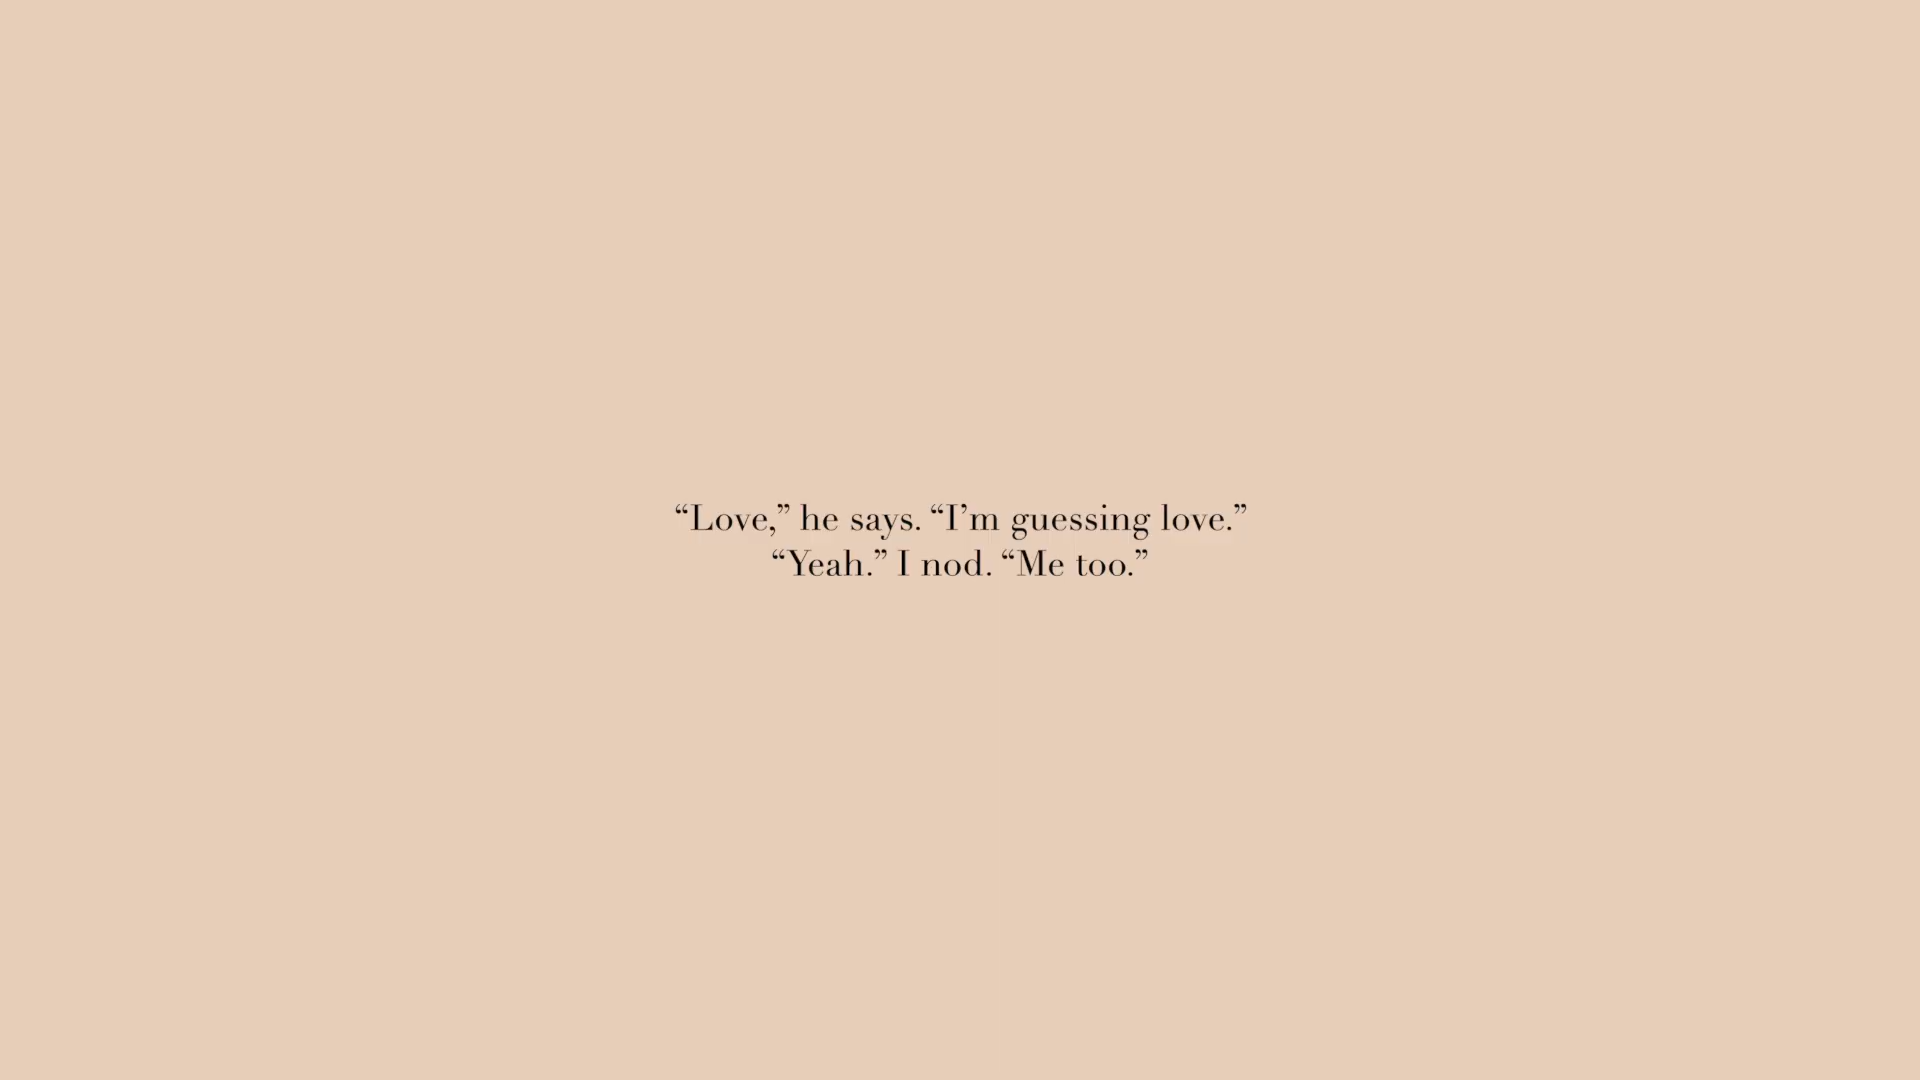 “Love,” he says. “I’m guessing love.”
“Yeah.” I nod. “Me too.”